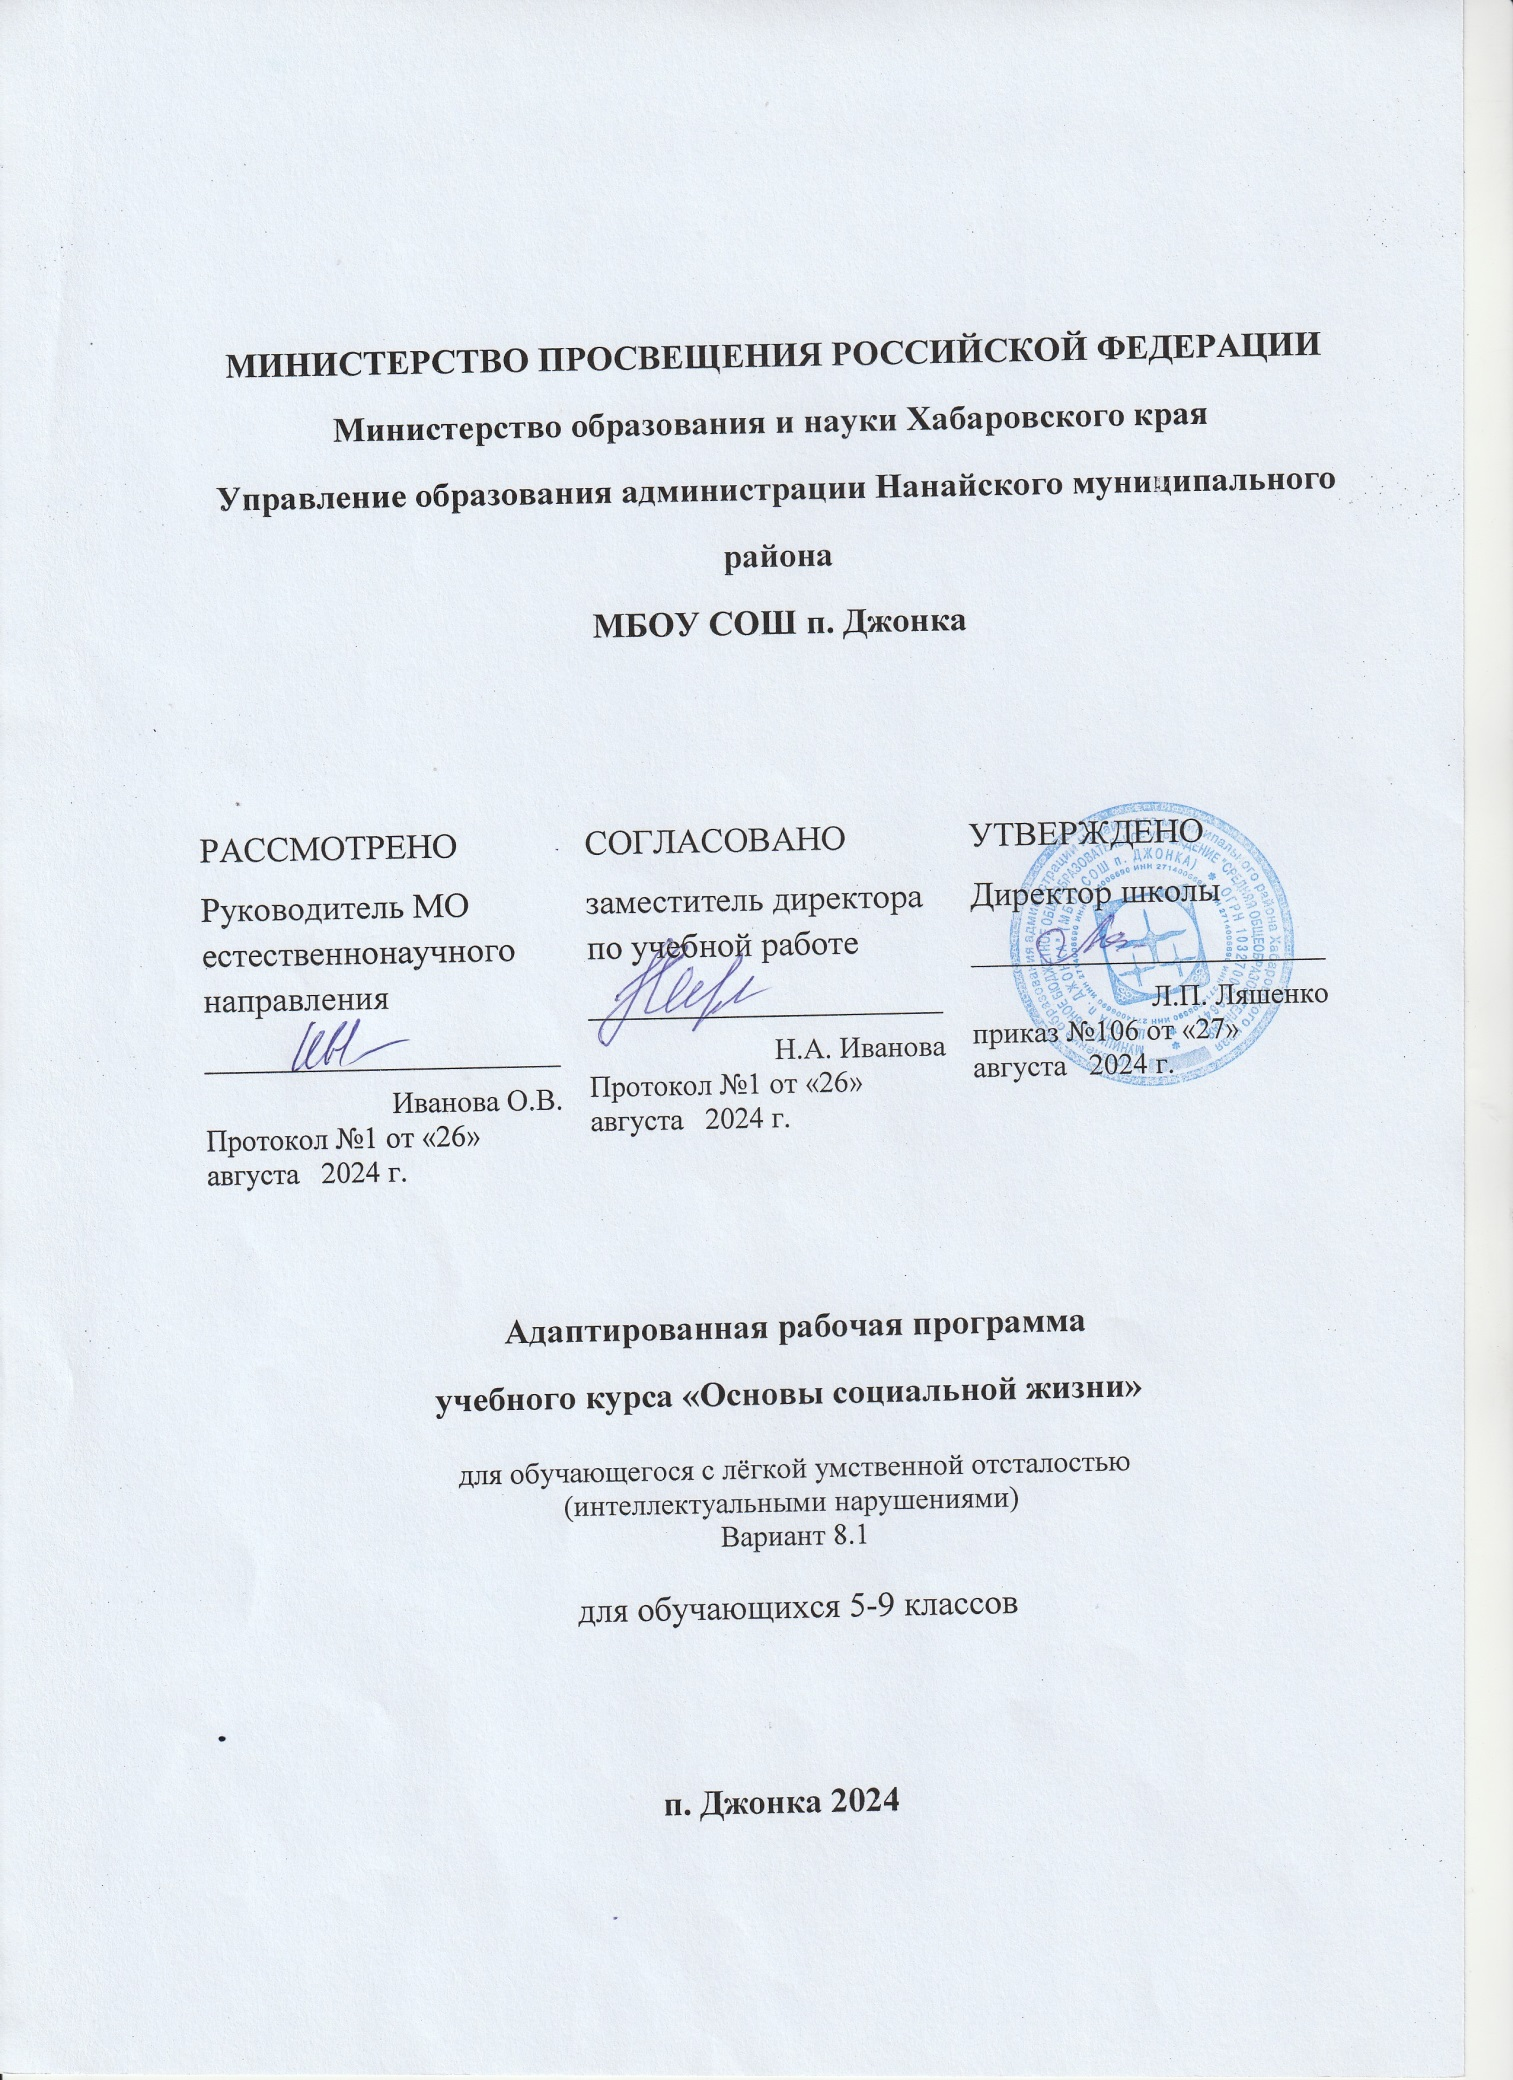 МИНИСТЕРСТВО ПРОСВЕЩЕНИЯ РОССИЙСКОЙ ФЕДЕРАЦИИ
Министерство образования и науки Хабаровского края
Управление образования администрации Нанайского муниципального
района
МБОУ СОШ п. Джонка
РАССМОТРЕНО
Руководитель МО
естественнонаучного
направления
Иванова О.В.
Протокол №1 от «26»
августа 2024 г.
СОГЛАСОВАНО
заместитель директора
по учебной работе
Н.А. Иванова
Протокол №1 от «26»
августа 2024 г.
УТВЕРЖДЕНО
Директор школы
Л.П. Ляшенко
приказ №106 от «27»
августа 2024 г.
Адаптированная рабочая программа
учебного курса «Основы социальной жизни»
для обучающегося с лёгкой умственной отсталостью
(интеллектуальными нарушениями)
Вариант 8.1
для обучающихся 5-9 классов
п. Джонка 2024